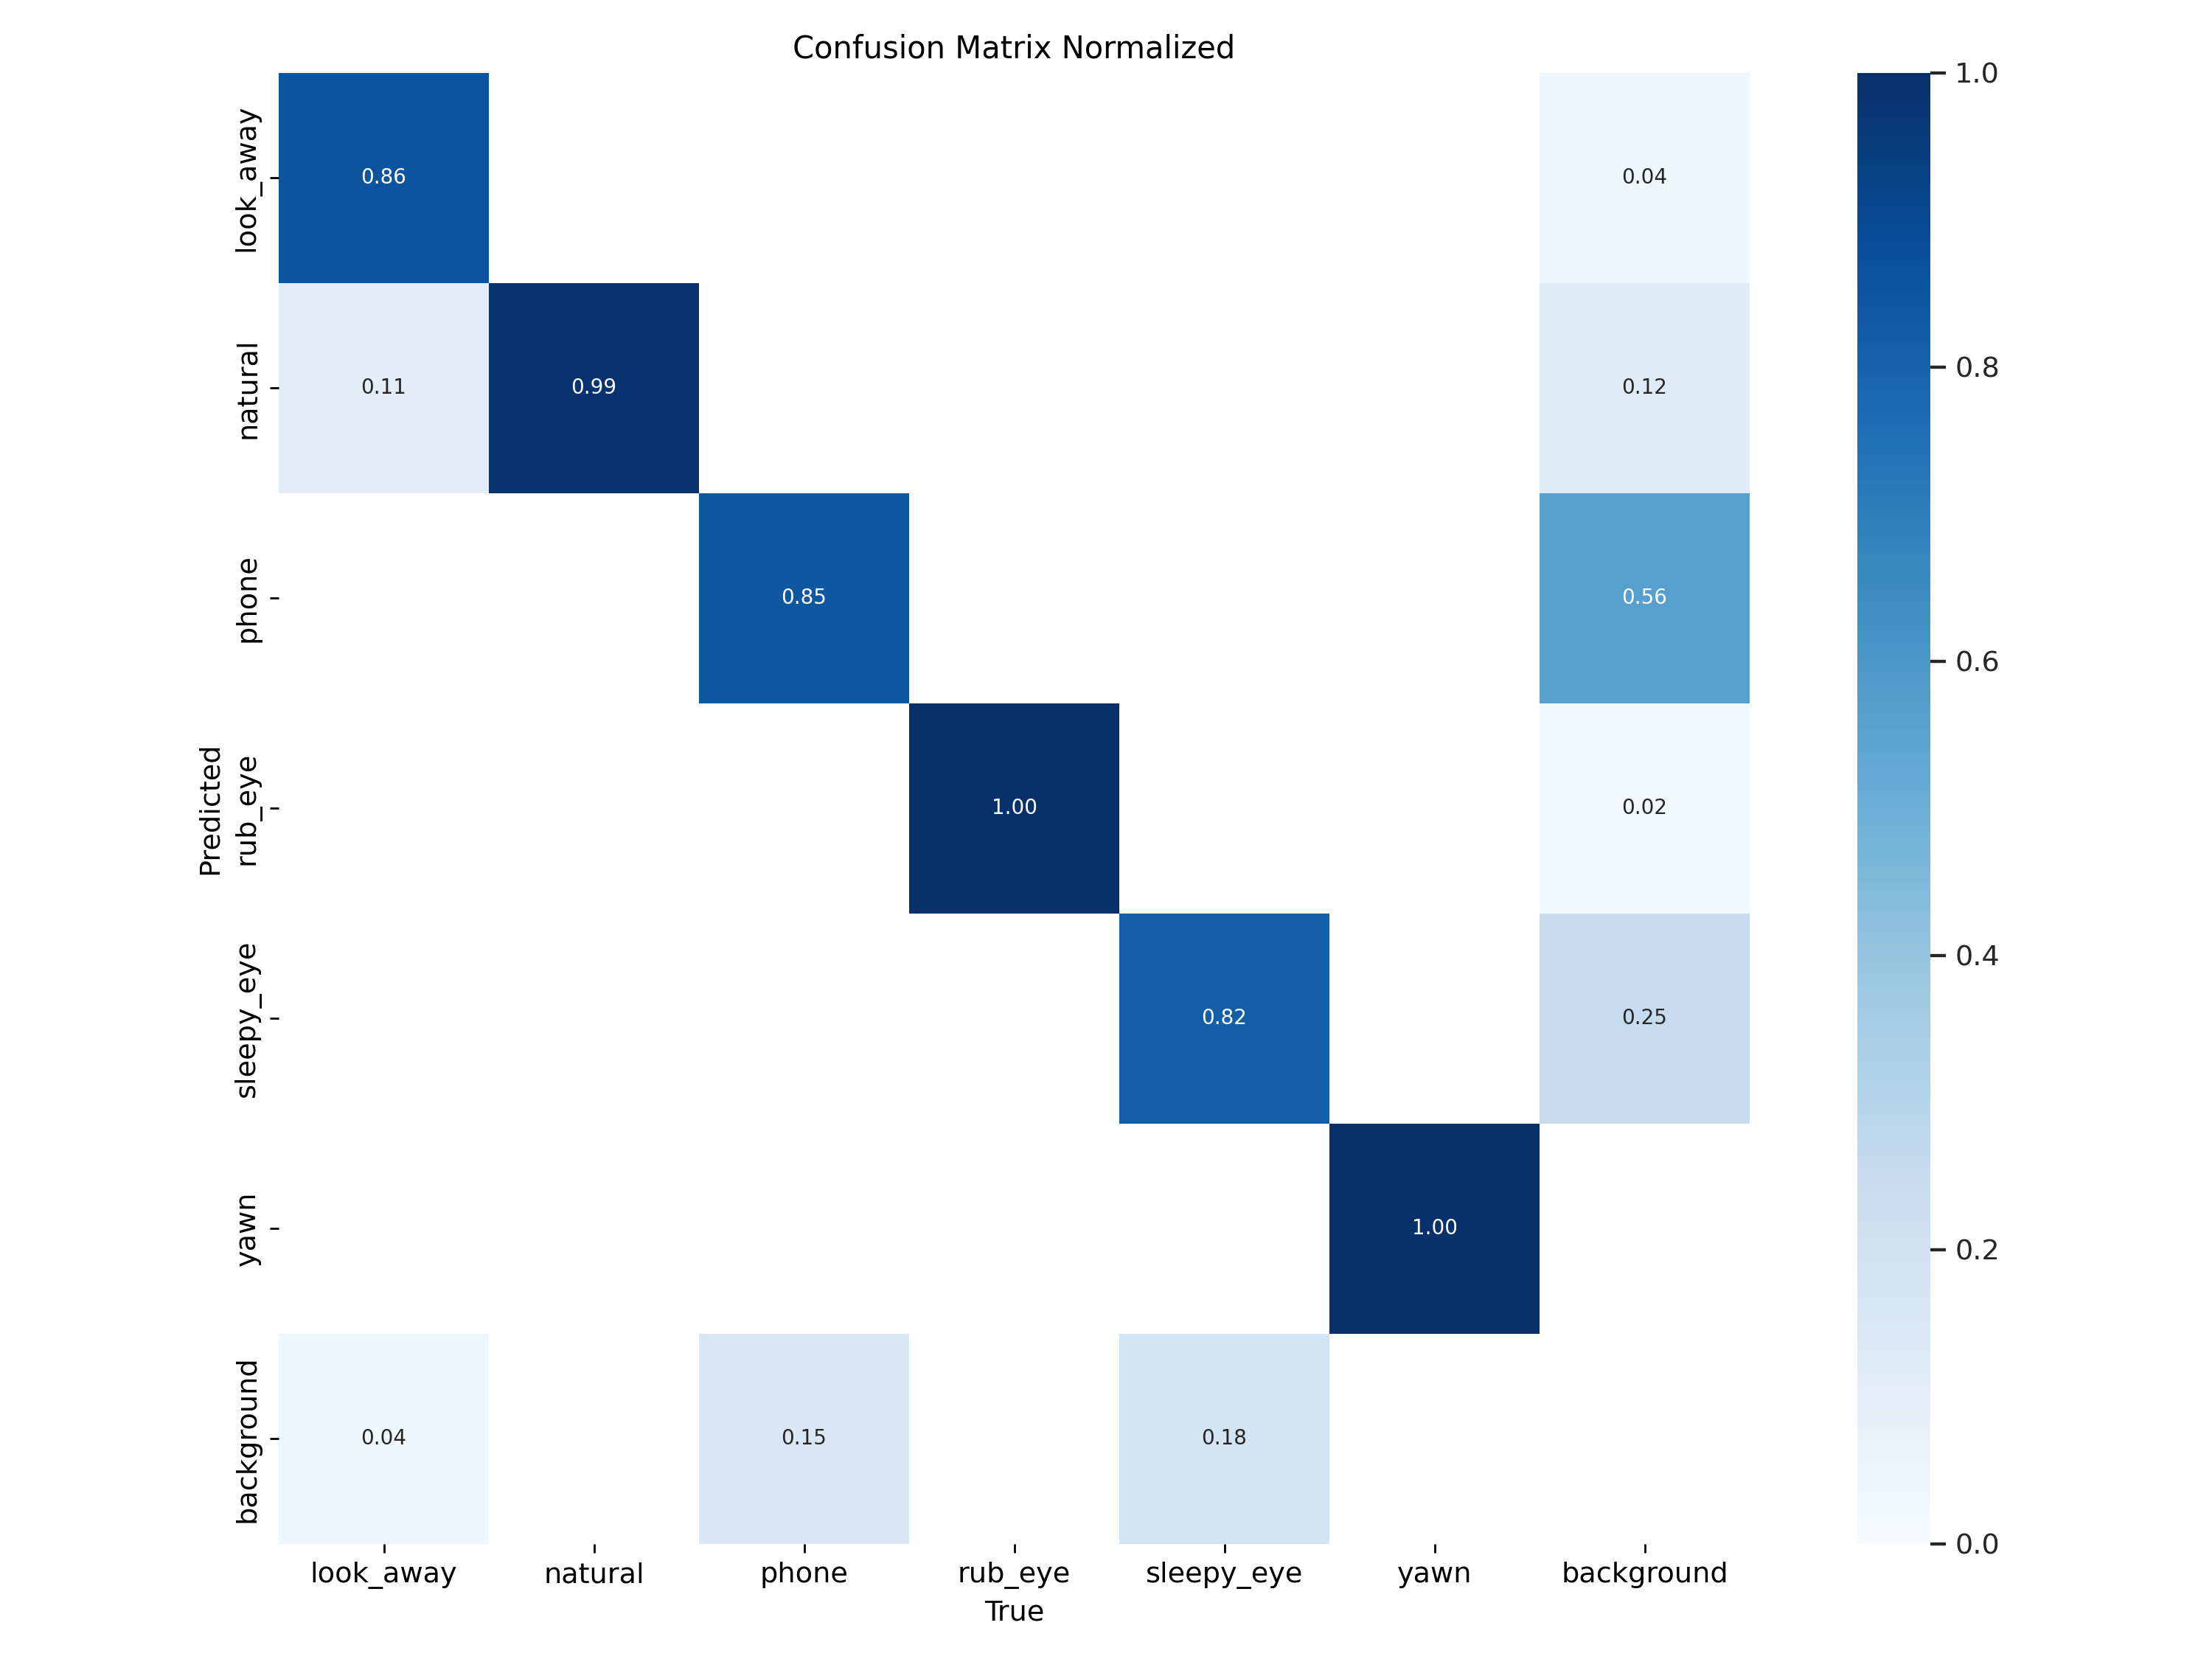 Confusion Matrix Normalized
look_away
0.86
0.04
1.0
natural
0.11
0.99
0.12
0.8
phone
0.85
0.56
0.6
Predicted
rub_eye
1.00
0.02
sleepy_eye
0.82
0.25
0.4
yawn
1.00
0.2
background
0.04
0.15
0.18
0.0
look_away natural phone rub_eye sleepy_eye yawn background
True